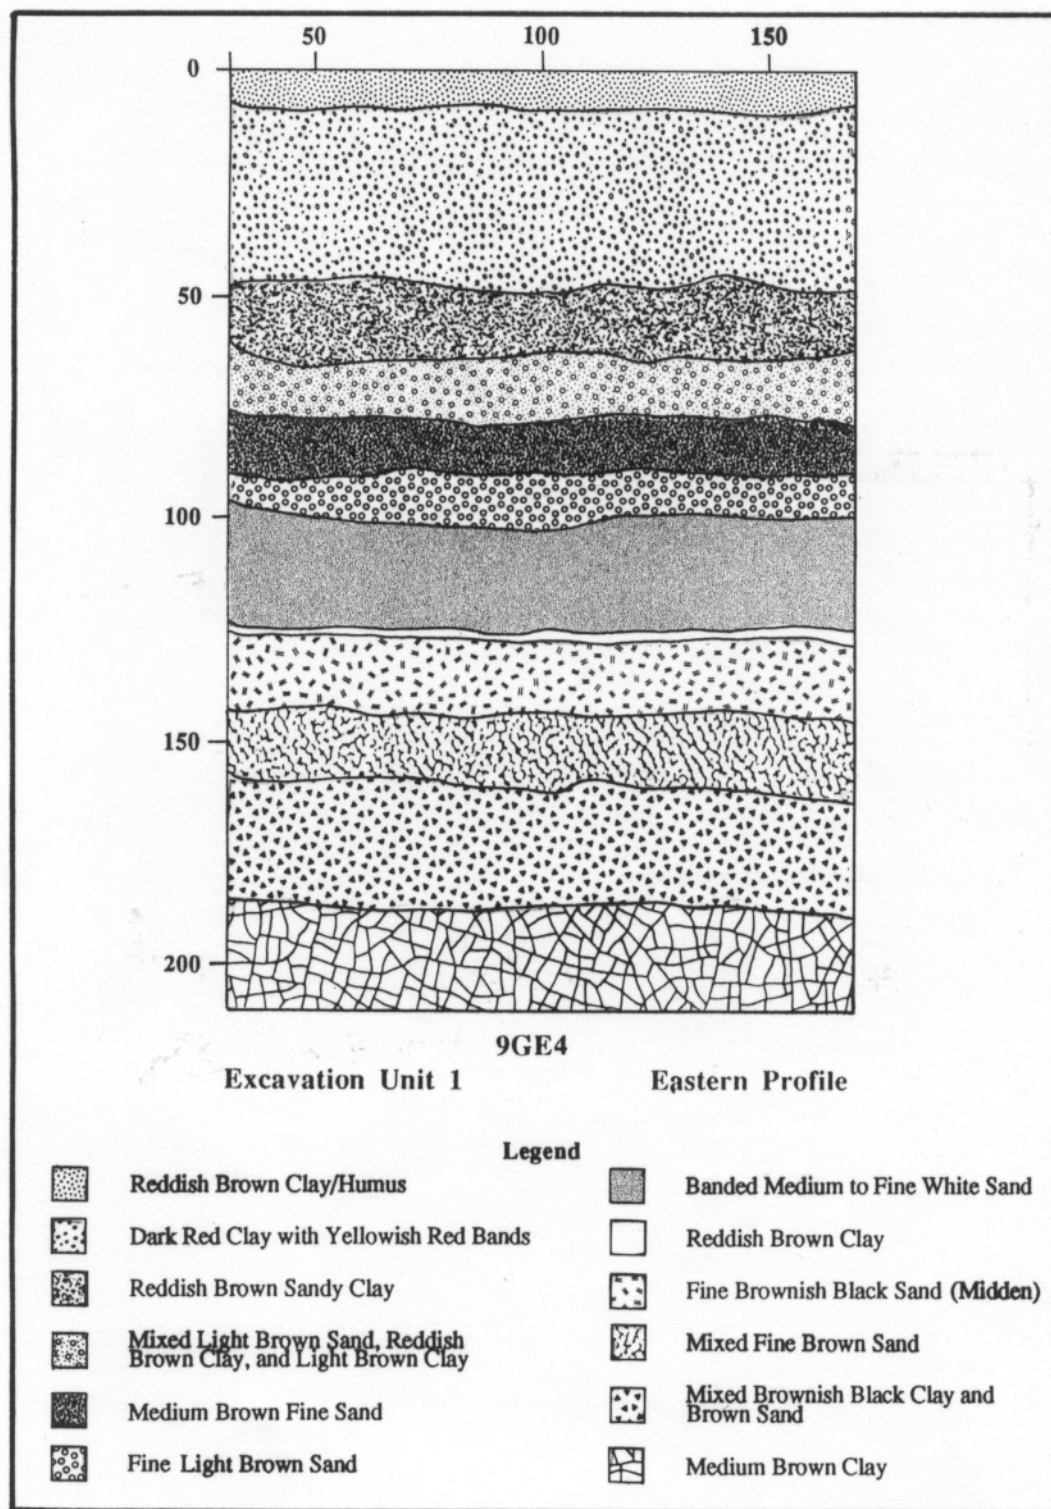 50 100 150
0
50
100
150
200
9GE4
Excavation Unit 1 Eastern Profile
Legend
Reddish Brown Clay/Humus
Dark Red Clay with Yellowish Red Bands
Reddish Brown Sandy Clay
Mixed Light Brown Sand, Reddish
Brown Clay, and Light Brown Clay
Medium Brown Fine Sand
Fine Light Brown Sand
Banded Medium to Fine White Sand
Reddish Brown Clay
Fine Brownish Black Sand (Midden)
Mixed Fine Brown Sand
Mixed Brownish Black Clay and
Brown Sand
Medium Brown Clay